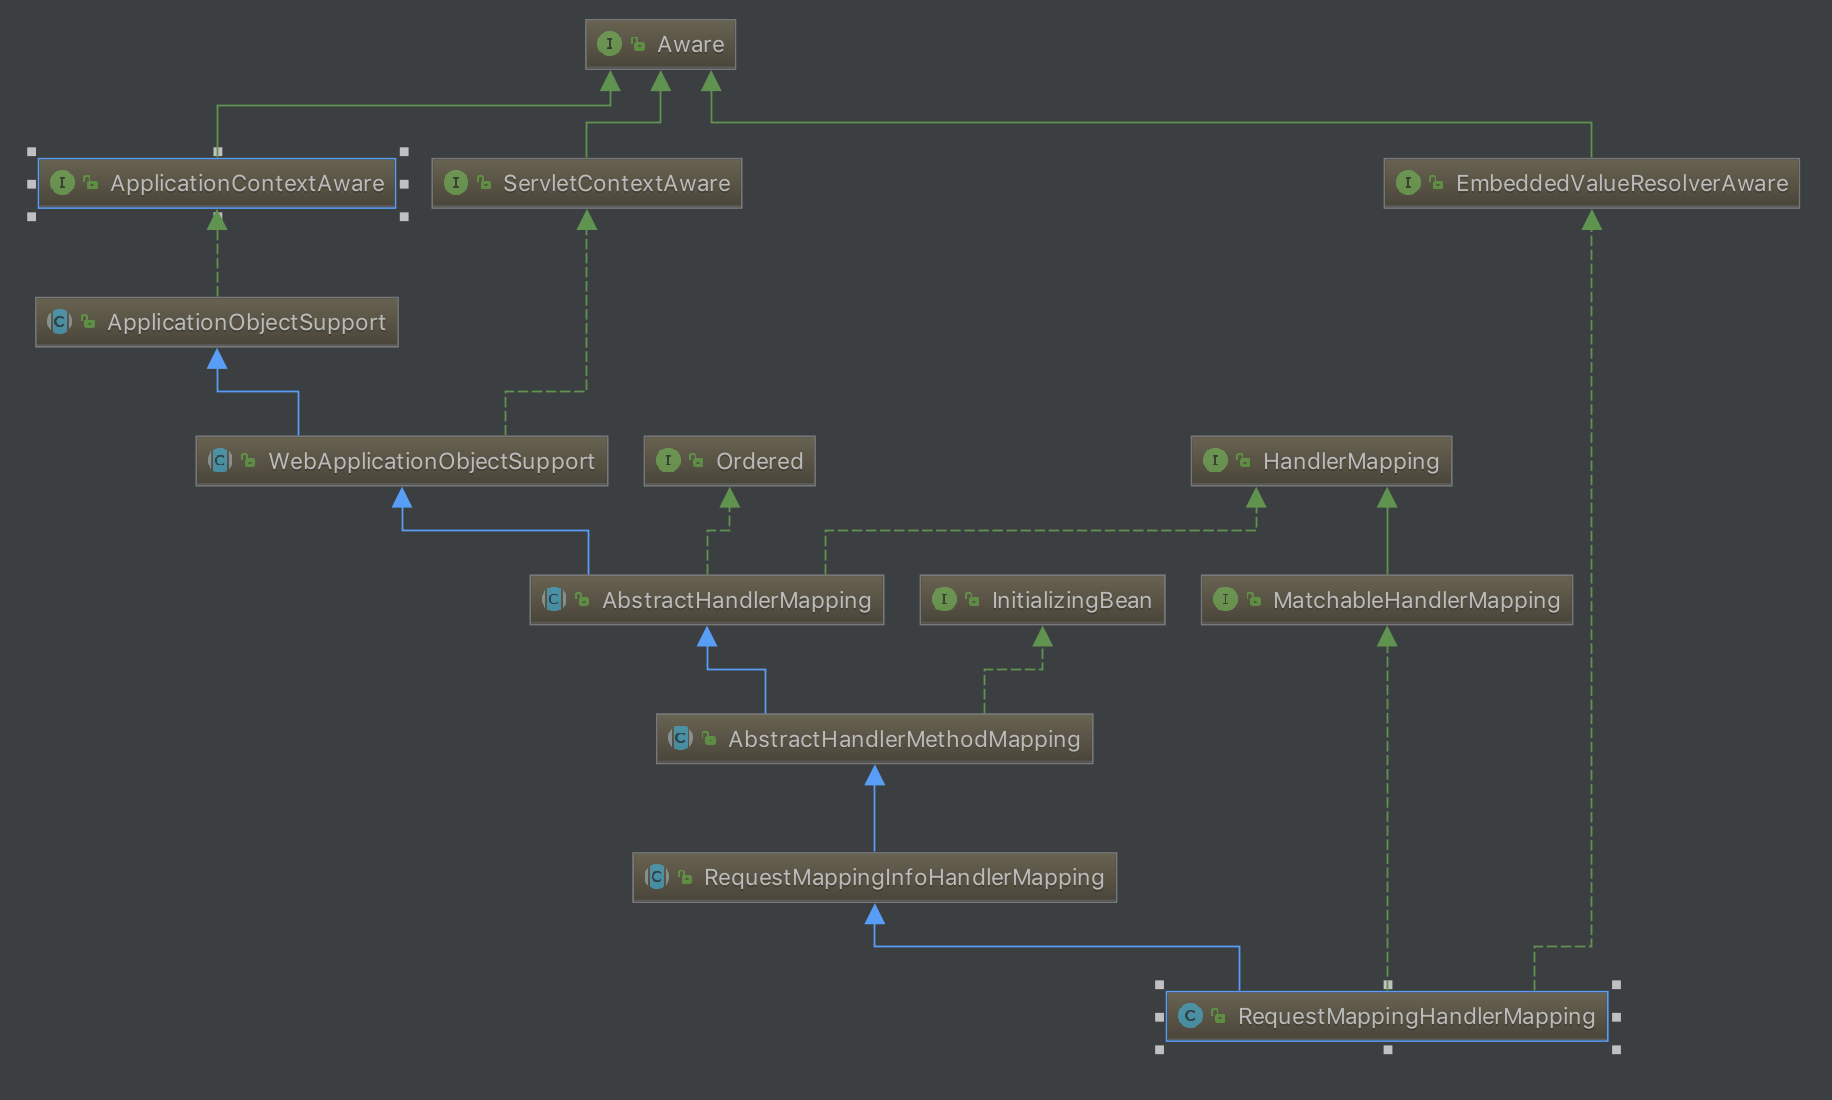 I Aware
I ApplicationContextAware
I ServletContextAware
I EmbeddedValueResolverAware
C ApplicationObjectSupport
C WebApplicationObjectSupport
I Ordered
I HandlerMapping
C AbstractHandlerMapping
I InitializingBean
I MatchableHandlerMapping
C AbstractHandlerMethodMapping
C RequestMappingInfoHandlerMapping
C RequestMappingHandlerMapping